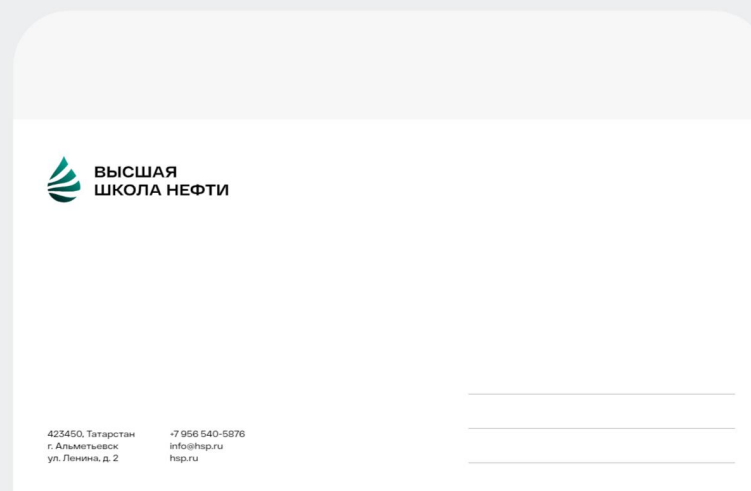 ВЫСШАЯ
ШКОЛА НЕФТИ
423450, Татарстан
г. Альметьевск
ул. Ленина, д. 2
+7 956 540-5876
info@hsp.ru
hsp.ru